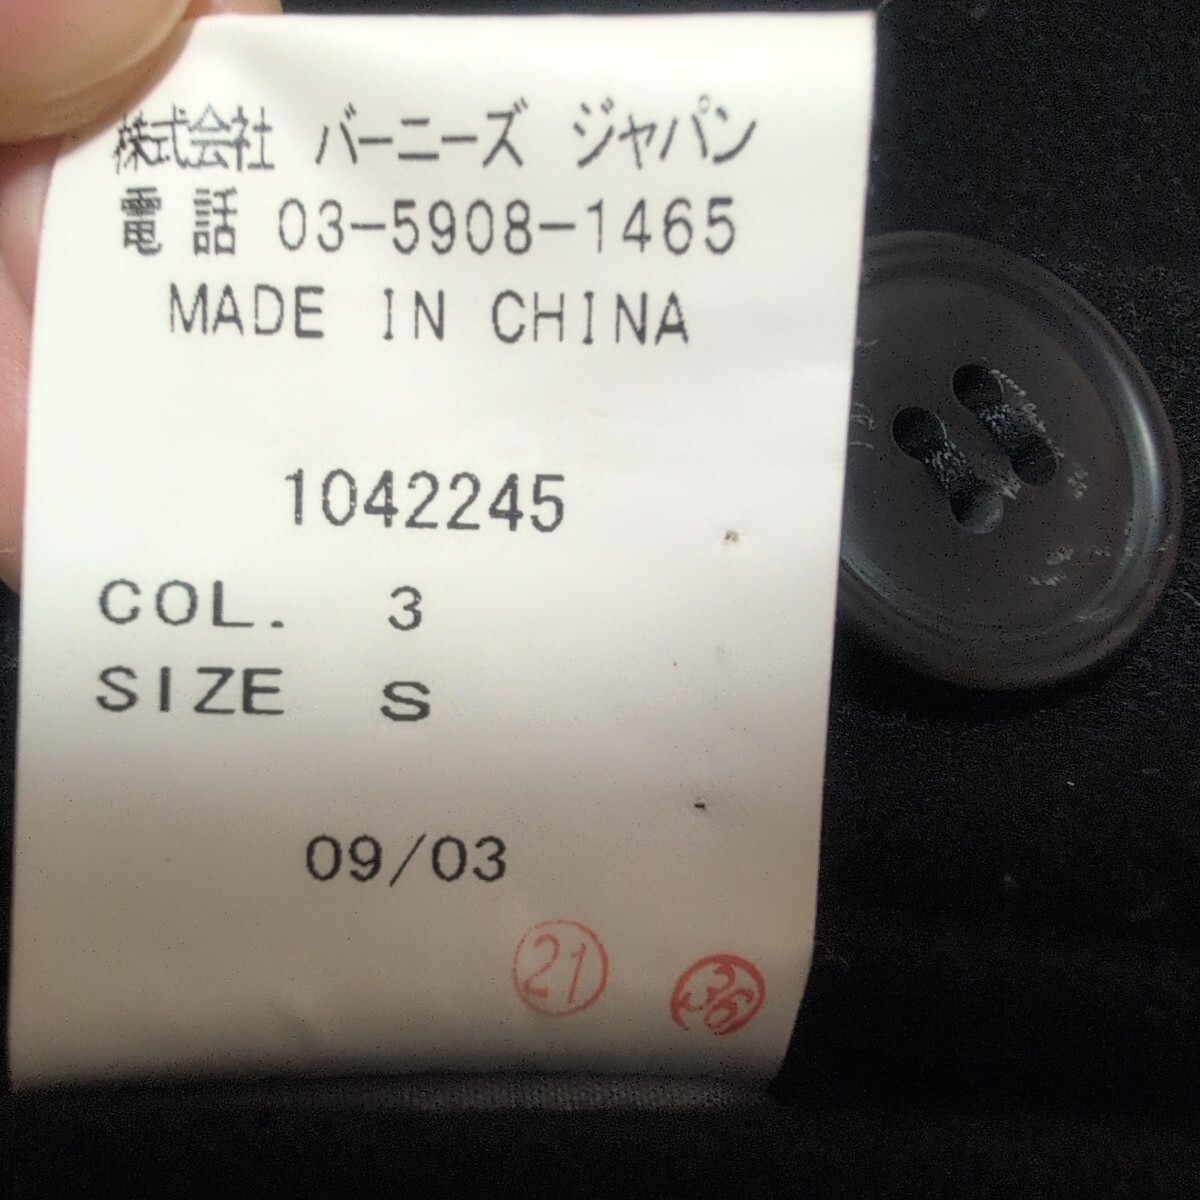 株式会社 バーニーズ ジャパン
電話 03-5908-1465
MADE IN CHINA
1042245
COL. 3
SIZE S
09/03
21
36